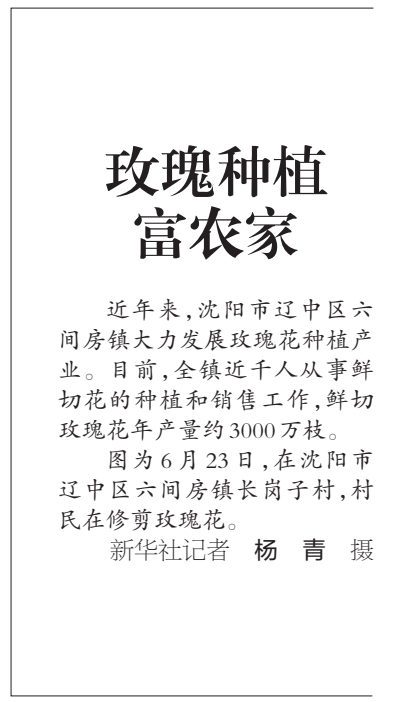 玫瑰种植
富农家
近年来,沈阳市辽中区六
间房镇大力发展玫瑰花种植产
业。目前,全镇近千人从事鲜
切花的种植和销售工作,鲜切
玫瑰花年产量约3000万枝。
图为6月23日,在沈阳市
辽中区六间房镇长岗子村,村
民在修剪玫瑰花。
新华社记者 杨 青 摄